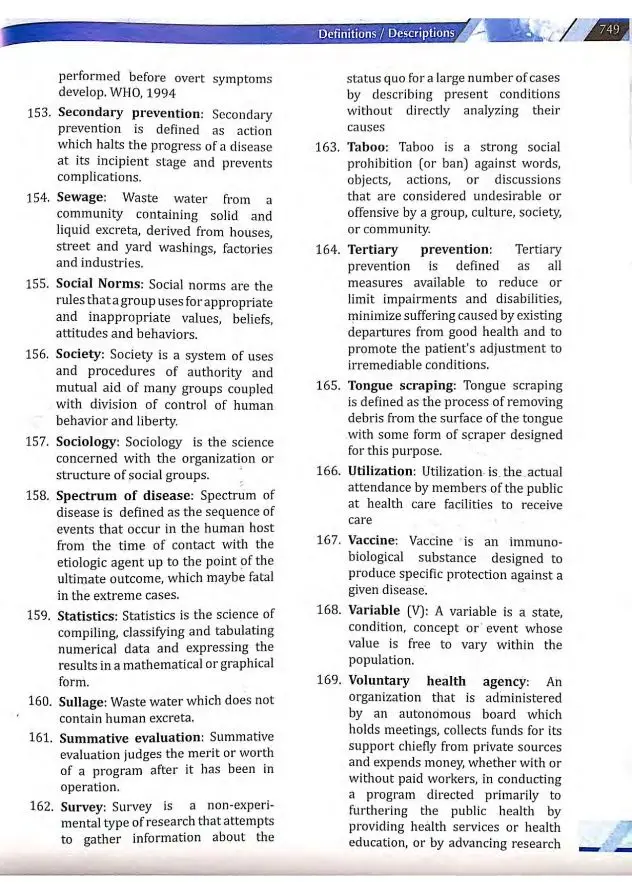 Definitions / Descriptions
749
performed before overt symptoms
develop. WHO, 1994
153. Secondary prevention: Secondary
prevention is defined as action
which halts the progress of a disease
at its incipient stage and prevents
complications.
154. Sewage: Waste water from a
community containing solid and
liquid excreta, derived from houses,
street and yard washings, factories
and industries.
155. Social Norms: Social norms are the
rules that a group uses for appropriate
and inappropriate values, beliefs,
attitudes and behaviors.
156. Society: Society is a system of uses
and procedures of authority and
mutual aid of many groups coupled
with division of control of human
behavior and liberty.
157. Sociology: Sociology is the science
concerned with the organization or
structure of social groups.
158. Spectrum of disease: Spectrum of
disease is defined as the sequence of
events that occur in the human host
from the time of contact with the
etiologic agent up to the point of the
ultimate outcome, which maybe fatal
in the extreme cases.
159. Statistics: Statistics is the science of
compiling, classifying and tabulating
numerical data and expressing the
results in a mathematical or graphical
form.
160. Sullage: Waste water which does not
contain human excreta.
161. Summative evaluation: Summative
evaluation judges the merit or worth
of a program after it has been in
operation.
162. Survey: Survey is a non-experi-
mental type of research that attempts
to gather information about the
status quo for a large number of cases
by describing present conditions
without directly analyzing their
causes
163. Taboo: Taboo is a strong social
prohibition (or ban) against words,
objects, actions, or discussions
that are considered undesirable or
offensive by a group, culture, society,
or community.
164. Tertiary prevention: Tertiary
prevention is defined as all
measures available to reduce or
limit impairments and disabilities,
minimize suffering caused by existing
departures from good health and to
promote the patient's adjustment to
irremediable conditions.
165. Tongue scraping: Tongue scraping
is defined as the process of removing
debris from the surface of the tongue
with some form of scraper designed
for this purpose.
166. Utilization: Utilization is the actual
attendance by members of the public
at health care facilities to receive
care
167. Vaccine: Vaccine is an immuno-
biological substance designed to
produce specific protection against a
given disease.
168. Variable (V): A variable is a state,
condition, concept or event whose
value is free to vary within the
population.
169. Voluntary health agency: An
organization that is administered
by an autonomous board which
holds meetings, collects funds for its
support chiefly from private sources
and expends money, whether with or
without paid workers, in conducting
a program directed primarily to
furthering the public health by
providing health services or health
education, or by advancing research